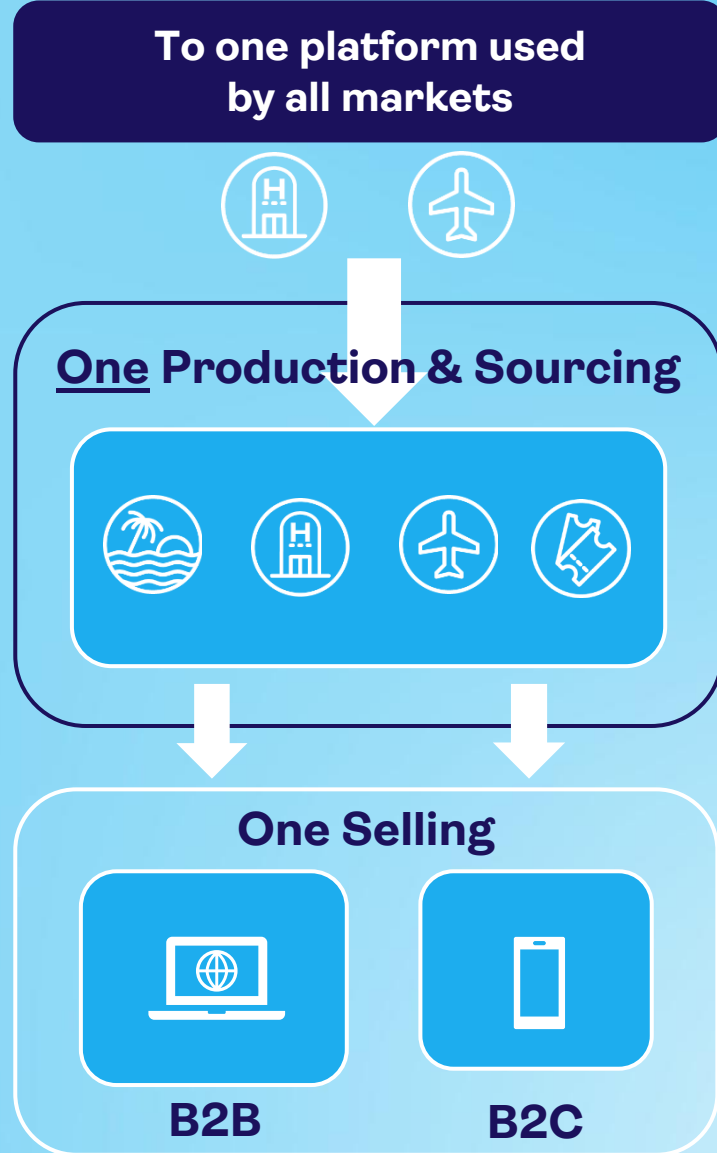 To one platform used
by all markets
H
One Production & Sourcing
H
One Selling
B2B
B2C